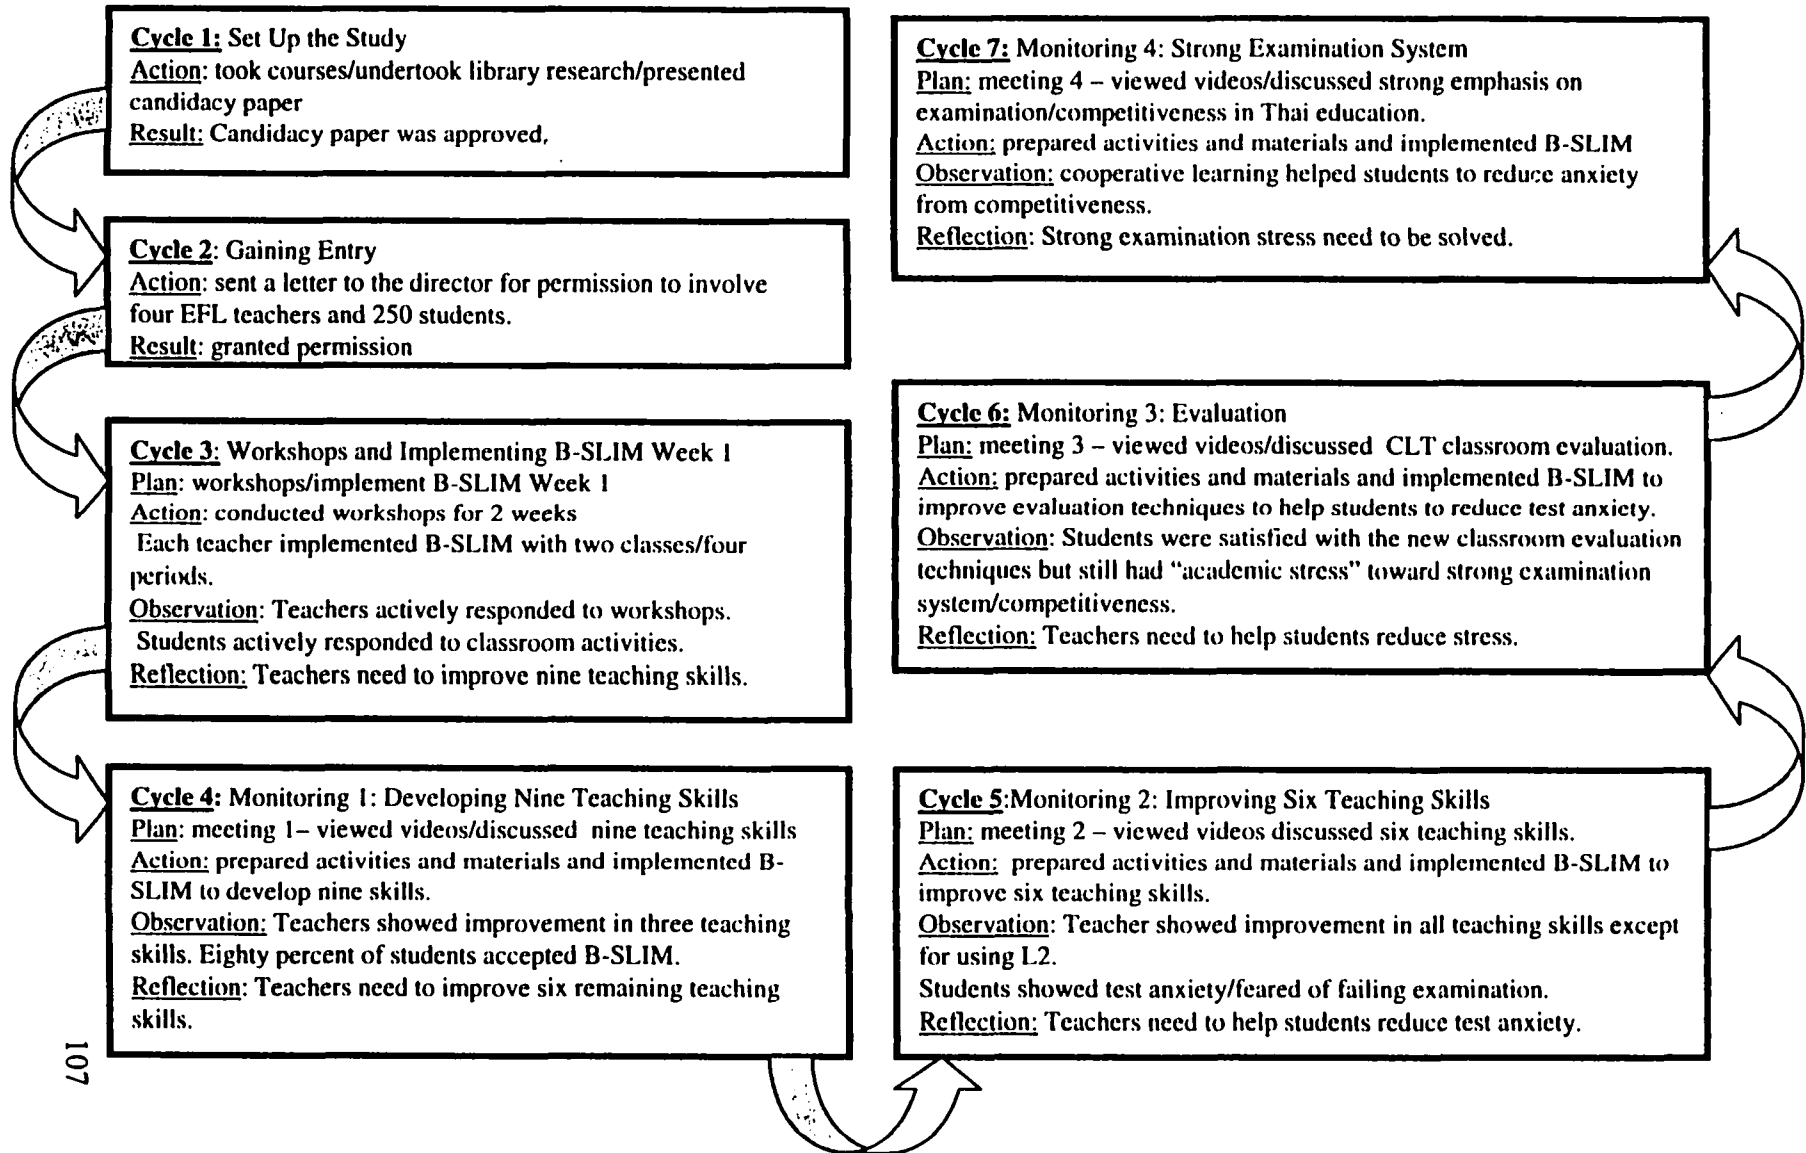 Cycle 1: Set Up the Study
Action: took courses/undertook library research/presented
candidacy paper
Result: Candidacy paper was approved,
Cycle 2: Gaining Entry
Action: sent a letter to the director for permission to involve
four EFL teachers and 250 students.
Result: granted permission
Cycle 3: Workshops and Implementing B-SLIM Week 1
Plan: workshops/implement B-SLIM Week 1
Action: conducted workshops for 2 weeks
Each teacher implemented B-SLIM with two classes/four
periods.
Observation: Teachers actively responded to workshops.
Students actively responded to classroom activities.
Reflection: Teachers need to improve nine teaching skills.
Cycle 4: Monitoring 1: Developing Nine Teaching Skills
Plan: meeting 1– viewed videos/discussed nine teaching skills
Action: prepared activities and materials and implemented B-
SLIM to develop nine skills.
Observation: Teachers showed improvement in three teaching
skills. Eighty percent of students accepted B-SLIM.
Reflection: Teachers need to improve six remaining teaching
skills.
Cycle 5:Monitoring 2: Improving Six Teaching Skills
Plan: meeting 2 – viewed videos discussed six teaching skills.
Action: prepared activities and materials and implemented B-SLIM to
improve six teaching skills.
Observation: Teacher showed improvement in all teaching skills except
for using L2.
Students showed test anxiety/feared of failing examination.
Reflection: Teachers need to help students reduce test anxiety.
Cycle 6: Monitoring 3: Evaluation
Plan: meeting 3 – viewed videos/discussed CLT classroom evaluation.
Action: prepared activities and materials and implemented B-SLIM to
improve evaluation techniques to help students to reduce test anxiety.
Observation: Students were satisfied with the new classroom evaluation
techniques but still had “academic stress” toward strong examination
system/competitiveness.
Reflection: Teachers need to help students reduce stress.
Cycle 7: Monitoring 4: Strong Examination System
Plan: meeting 4 – viewed videos/discussed strong emphasis on
examination/competitiveness in Thai education.
Action: prepared activities and materials and implemented B-SLIM
Observation: cooperative learning helped students to reduce anxiety
from competitiveness.
Reflection: Strong examination stress need to be solved.
107